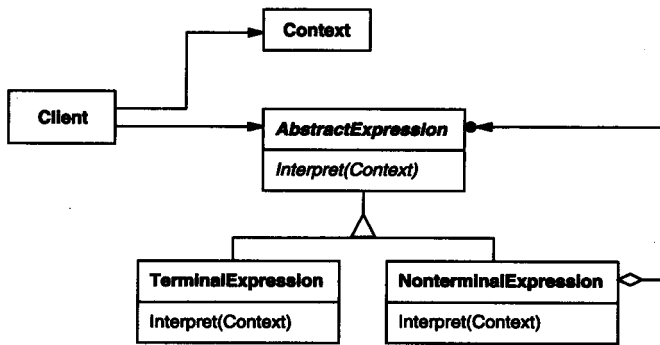 Context
Client
AbstractExpression
Interpret(Context)
TerminalExpression
NonterminalExpression
Interpret(Context)
Interpret(Context)